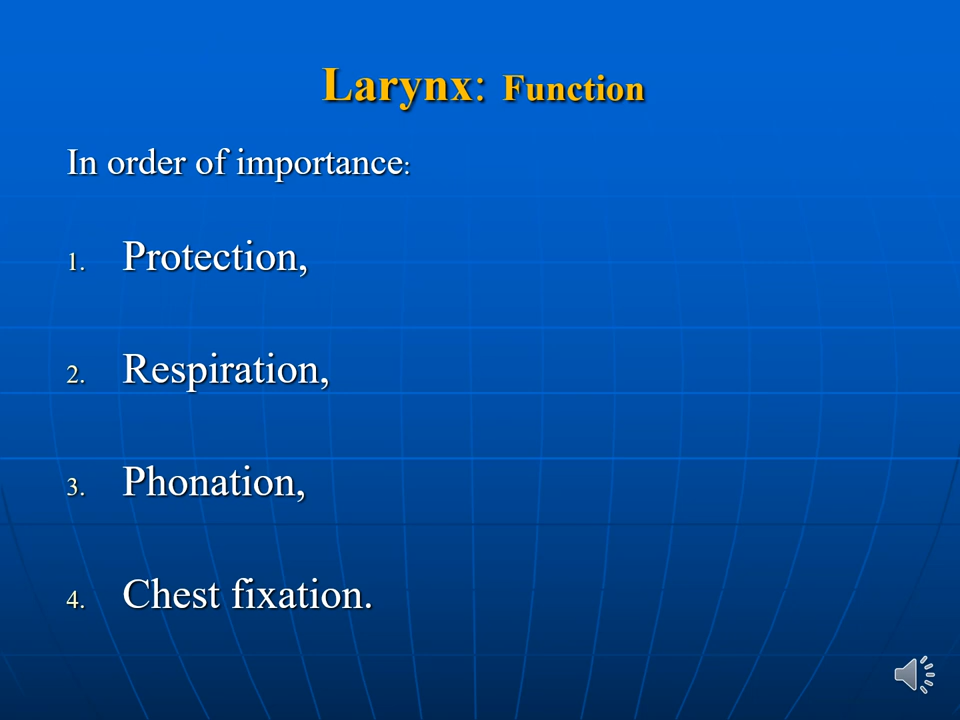 Larynx: Function
In order of importance:
1. Protection,
2. Respiration,
3. Phonation,
4. Chest fixation.